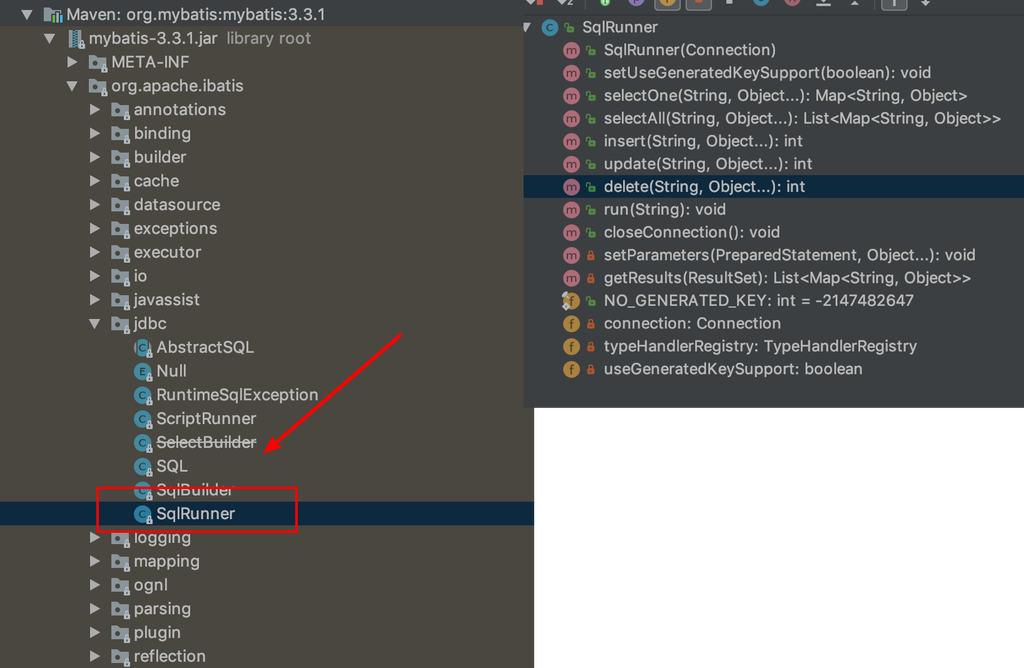 Maven: org.mybatis:mybatis:3.3.1
mybatis-3.3.1.jar library root
META-INF
org.apache.ibatis
annotations
binding
builder
cache
datasource
exceptions
executor
io
javassist
jdbc
AbstractSQL
Null
RuntimeSqlException
ScriptRunner
SelectBuilder
SQL
SqlBuilder
SqlRunner
logging
mapping
ognl
parsing
plugin
reflection
SqlRunner
SqlRunner(Connection)
setUseGeneratedKeySupport(boolean): void
selectOne(String, Object...): Map<String, Object>
selectAll(String, Object...): List<Map<String, Object>>
insert(String, Object...): int
update(String, Object...): int
delete(String, Object...): int
run(String): void
closeConnection(): void
setParameters(PreparedStatement, Object...): void
getResults(ResultSet): List<Map<String, Object>>
NO_GENERATED_KEY: int = -2147482647
connection: Connection
typeHandlerRegistry: TypeHandlerRegistry
useGeneratedKeySupport: boolean